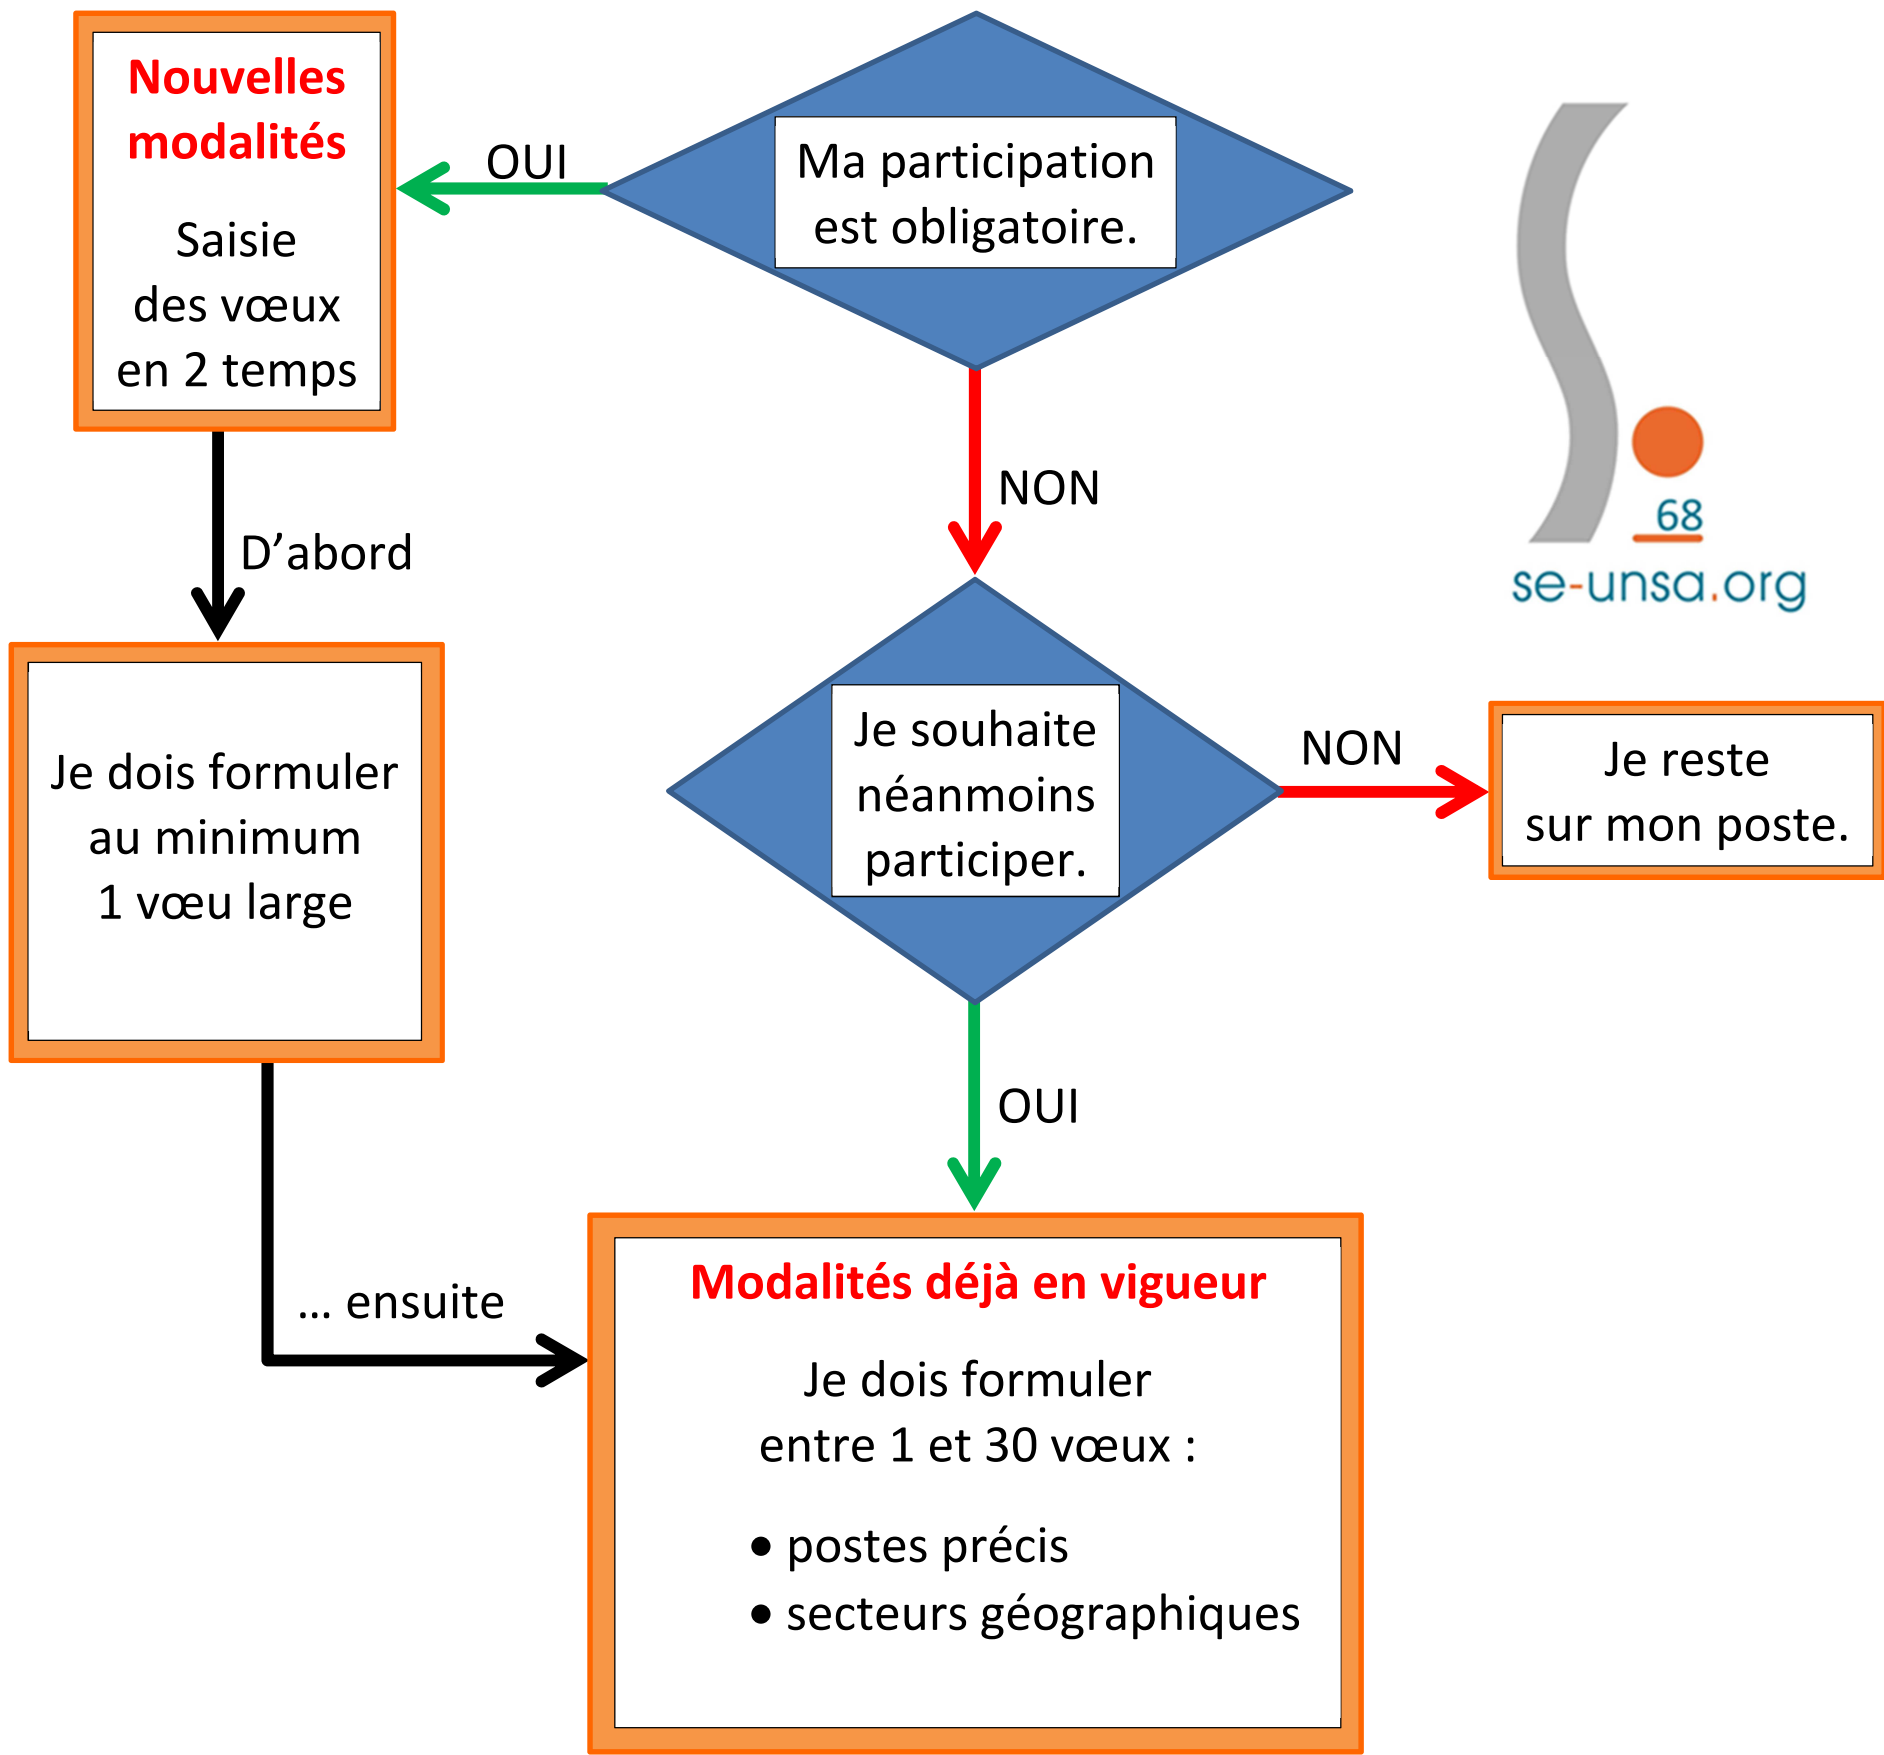 Nouvelles
modalités
Saisie
des vœux
en 2 temps
OUI
Ma participation
est obligatoire.
NON
68
se-unsa.org
D’abord
Je dois formuler
au minimum
1 vœu large
Je souhaite
néanmoins
participer.
NON
Je reste
sur mon poste.
OUI
... ensuite
Modalités déjà en vigueur
Je dois formuler
entre 1 et 30 vœux :
• postes précis
• secteurs géographiques